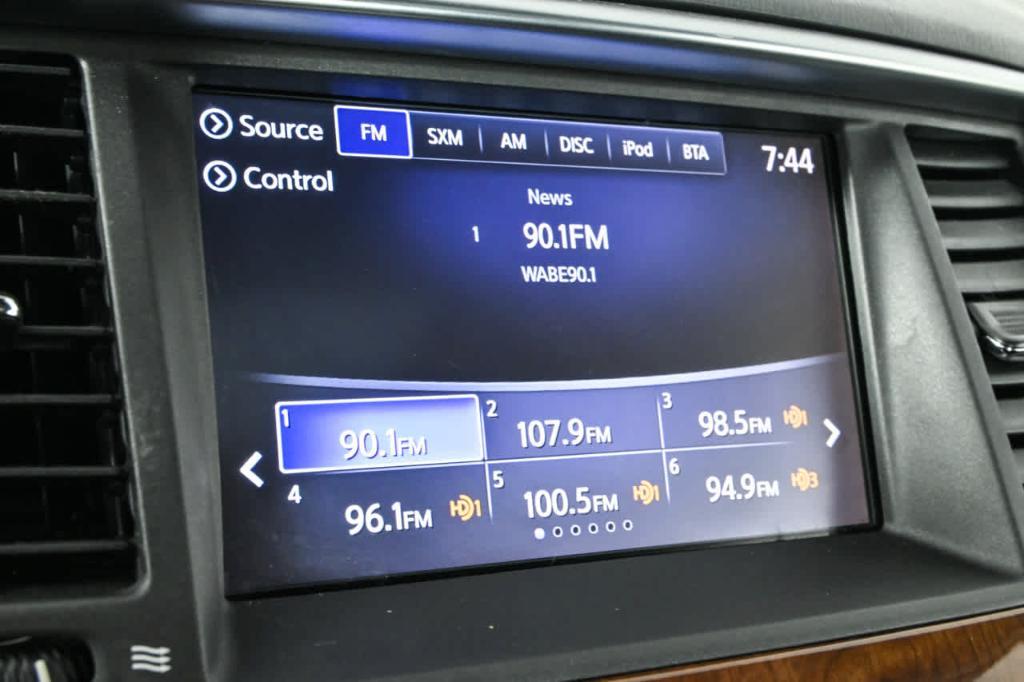 Source FM SXM AM DISC iPod BTA 7:44
Control
News
1 90.1FM
WABE90.1
1 90.1FM 2 107.9FM 3 98.5FM HD1
4 96.1FM HD1 5 100.5FM HD1 6 94.9FM HD3